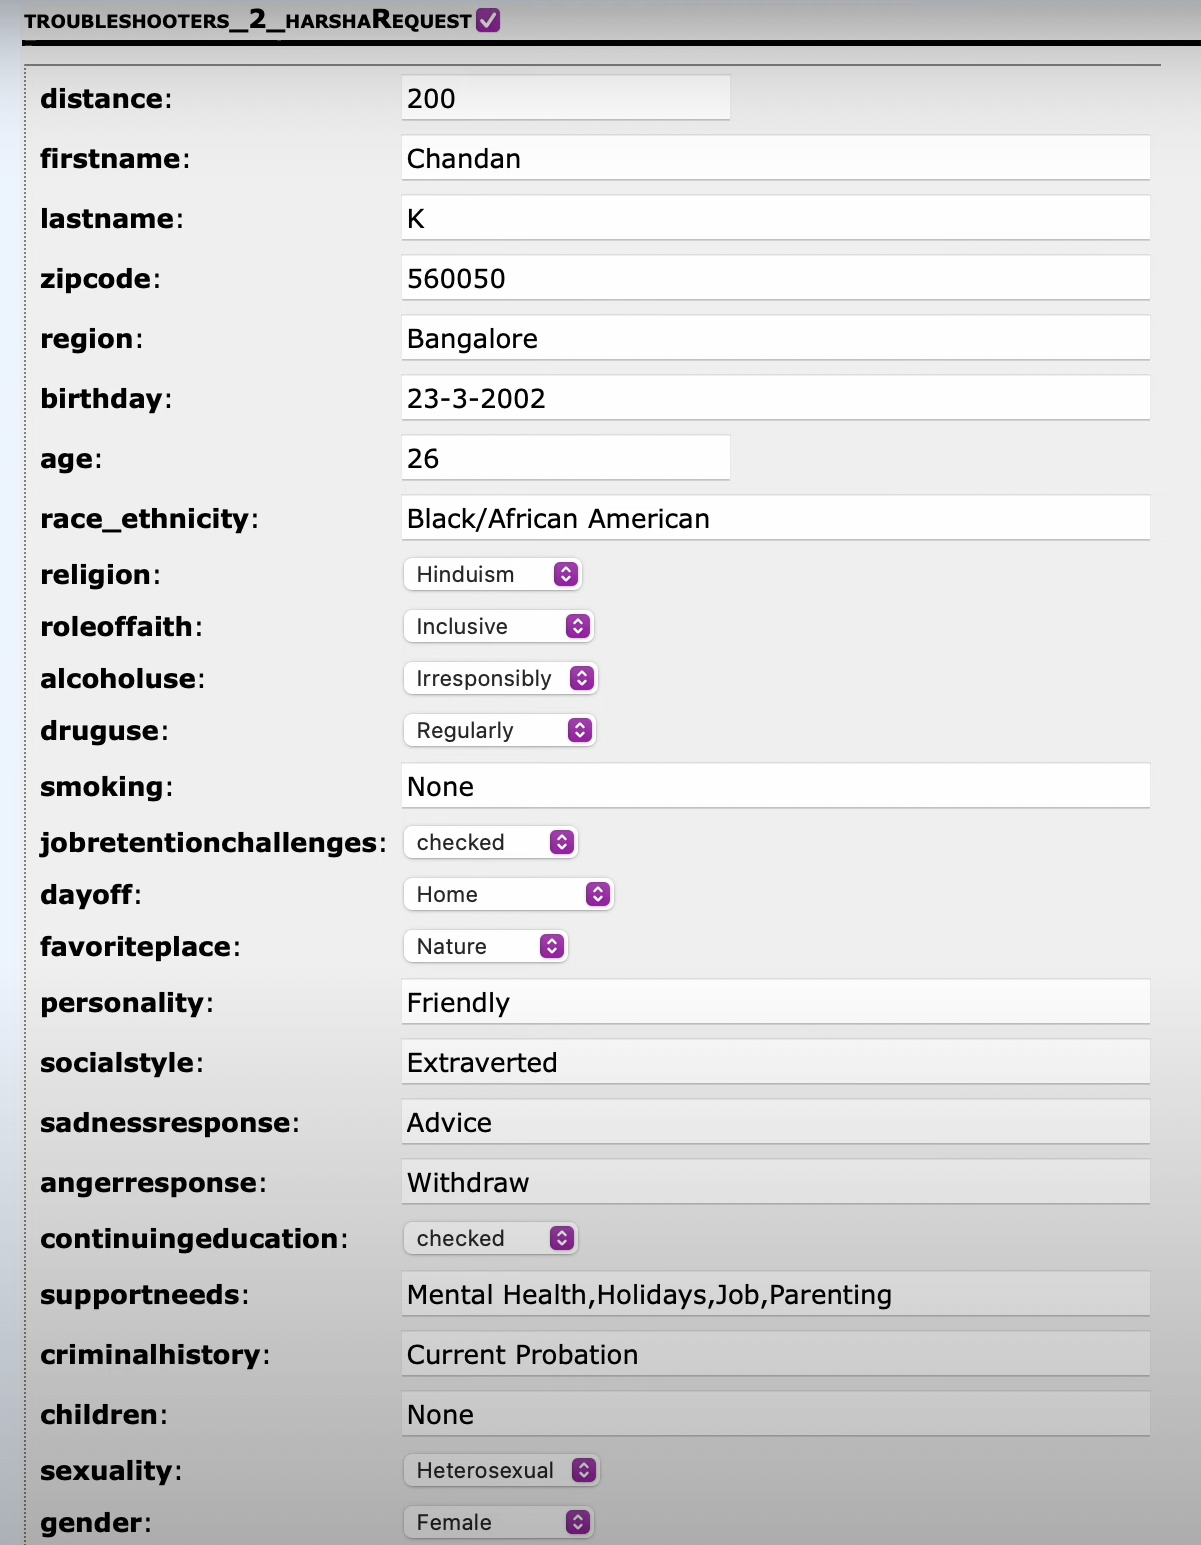 troubleshooters_2_harshaRequest
distance: 200
firstname: Chandan
lastname: K
zipcode: 560050
region: Bangalore
birthday: 23-3-2002
age: 26
race_ethnicity: Black/African American
religion: Hinduism
roleoffaith: Inclusive
alcoholuse: Irresponsibly
druguse: Regularly
smoking: None
jobretentionchallenges: checked
dayoff: Home
favoriteplace: Nature
personality: Friendly
socialstyle: Extraverted
sadnessresponse: Advice
angerresponse: Withdraw
continuingeducation: checked
supportneeds: Mental Health,Holidays,Job,Parenting
criminalhistory: Current Probation
children: None
sexuality: Heterosexual
gender: Female